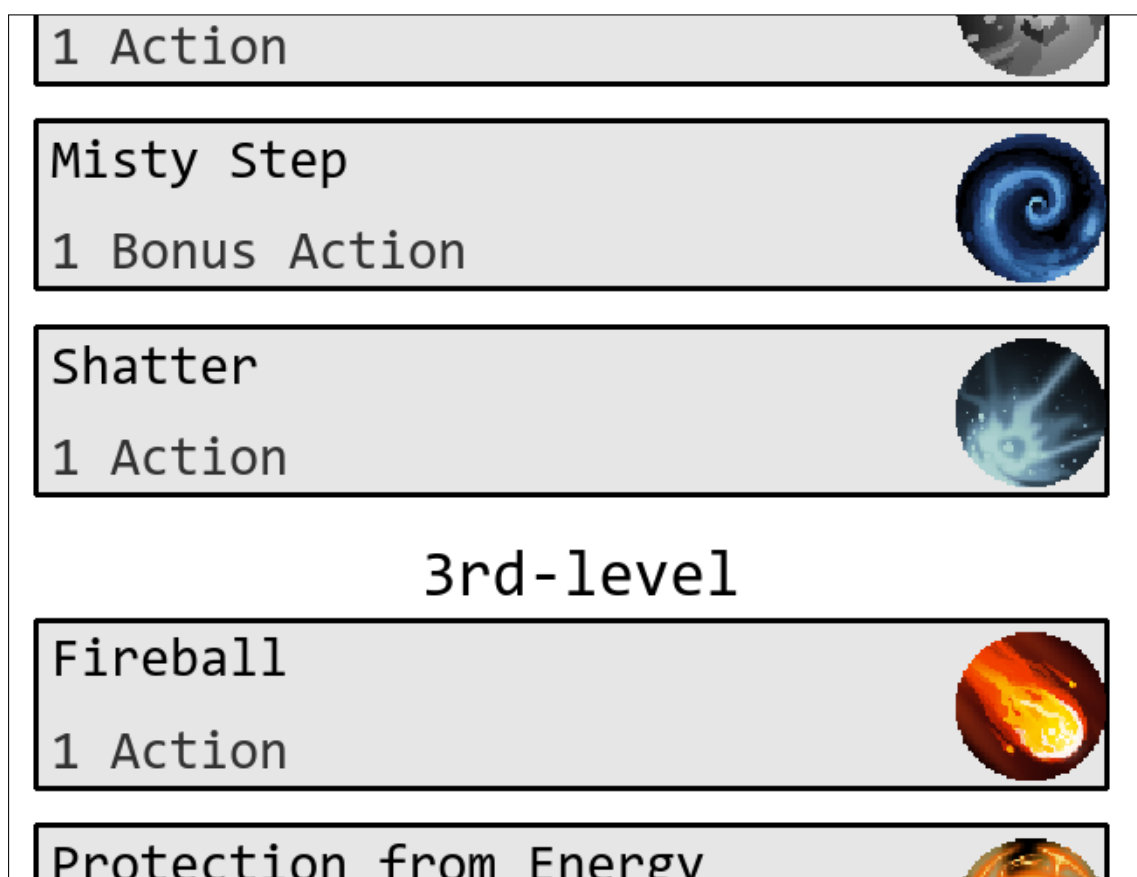 1 Action
Misty Step
1 Bonus Action
Shatter
1 Action
3rd-level
Fireball
1 Action
Protection from Energy